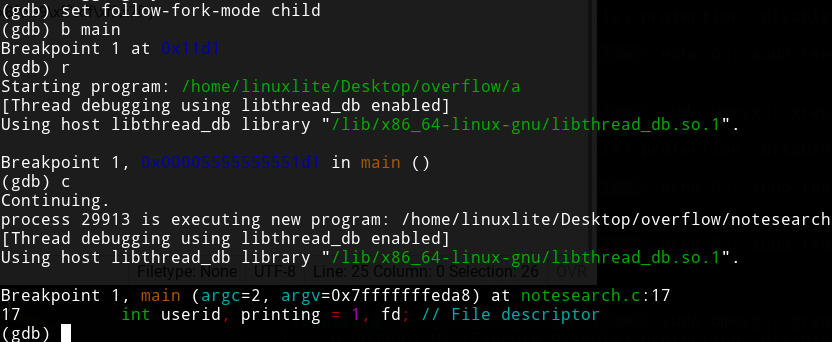 (gdb) set follow-fork-mode child
(gdb) b main
Breakpoint 1 at 0x11d1
(gdb) r
Starting program: /home/linuxlite/Desktop/overflow/a
[Thread debugging using libthread_db enabled]
Using host libthread_db library "/lib/x86_64-linux-gnu/libthread_db.so.1".
Breakpoint 1, 0x00005555555551d1 in main ()
(gdb) c
Continuing.
process 29913 is executing new program: /home/linuxlite/Desktop/overflow/notesearch
[Thread debugging using libthread_db enabled]
Using host libthread_db library "/lib/x86_64-linux-gnu/libthread_db.so.1".
Filetype: None UTF-8 Line: 25 Column: 0 Selection: 26 OVR
Breakpoint 1, main (argc=2, argv=0x7fffffffeda8) at notesearch.c:17
17 int userid, printing = 1, fd; // File descriptor
(gdb)